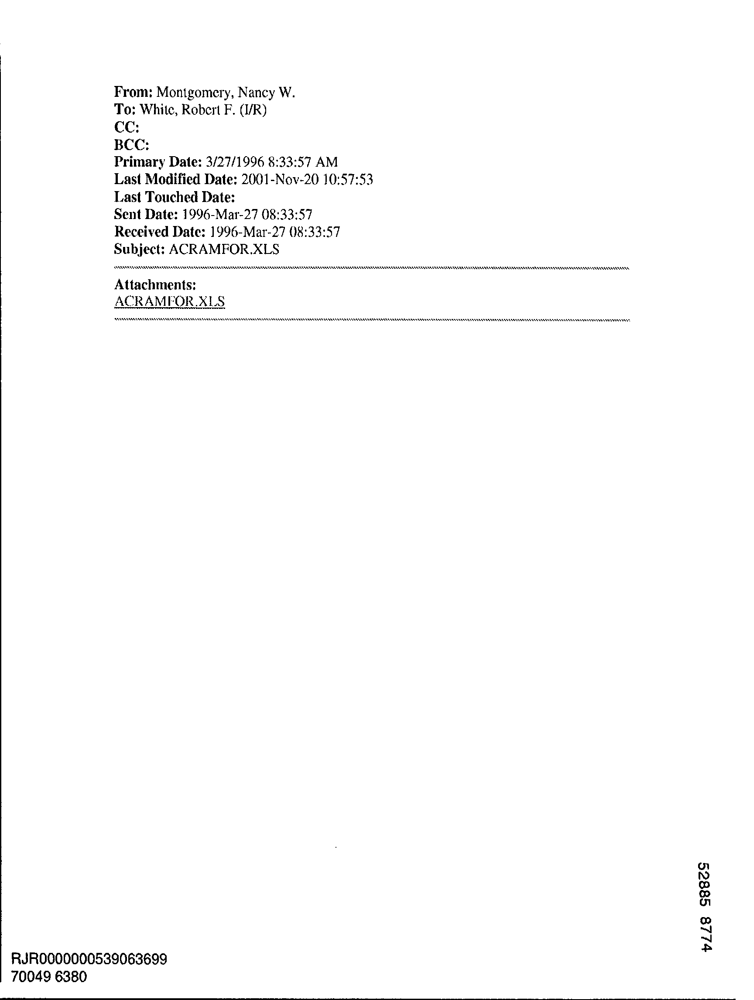 From: Montgomery, Nancy W.
To: White, Robert F. (I/R)
CC:
BCC:
Primary Date: 3/27/1996 8:33:57 AM
Last Modified Date: 2001-Nov-20 10:57:53
Last Touched Date:
Sent Date: 1996-Mar-27 08:33:57
Received Date: 1996-Mar-27 08:33:57
Subject: ACRAMFOR.XLS
Attachments:
ACRAMFOR.XLS
52885 8774
RJR0000000539063699
70049 6380